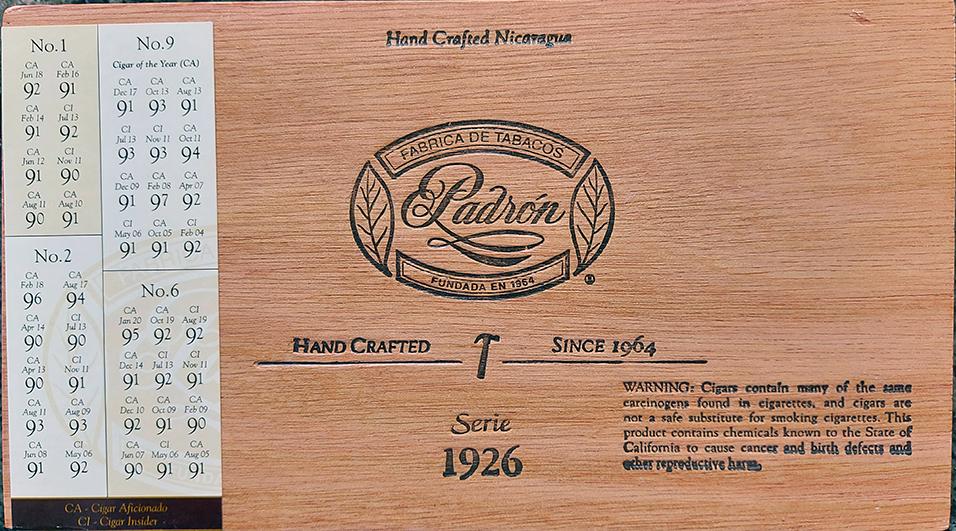 No.1
CA CA
Jun 18 Feb 16
92 91
CA CI
Feb 14 Jul 13
91 92
CA CI
Jun 12 Nov 11
91 90
CA CA
Aug 11 Aug 10
90 91
No.2
CA CA
Feb 18 Aug 17
96 94
CA CI
Apr 14 Jul 13
90 90
CA CI
Apr 13 Nov 11
90 91
CA CA
Aug 11 Aug 09
93 93
CA CI
Jun 08 May 06
91 92
No.9
Cigar of the Year (CA)
CA CA CA
Dec 17 Oct 13 Aug 13
91 93 91
CI CI CA
Jul 13 Nov 11 Oct 11
93 93 94
CA CA CA
Dec 09 Feb 08 Apr 07
91 97 92
CI CA CI
May 06 Oct 05 Feb 04
91 91 92
No.6
CA CA CI
Jan 20 Oct 19 Aug 19
95 92 92
CA CI CI
Dec 14 Jul 13 Nov 11
91 92 91
CA CA CA
Dec 10 Oct 09 Feb 09
92 91 90
CA CI CA
Jun 07 May 06 Aug 05
90 91 91
CA - Cigar Aficionado
CI - Cigar Insider
Hand Crafted Nicaragua
FABRICA DE TABACOS
Padrón
FUNDADA EN 1964
®
HAND CRAFTED SINCE 1964
Serie
1926
WARNING: Cigars contain many of the same
carcinogens found in cigarettes, and cigars are
not a safe substitute for smoking cigarettes. This
product contains chemicals known to the State of
California to cause cancer and birth defects and
other reproductive harm.